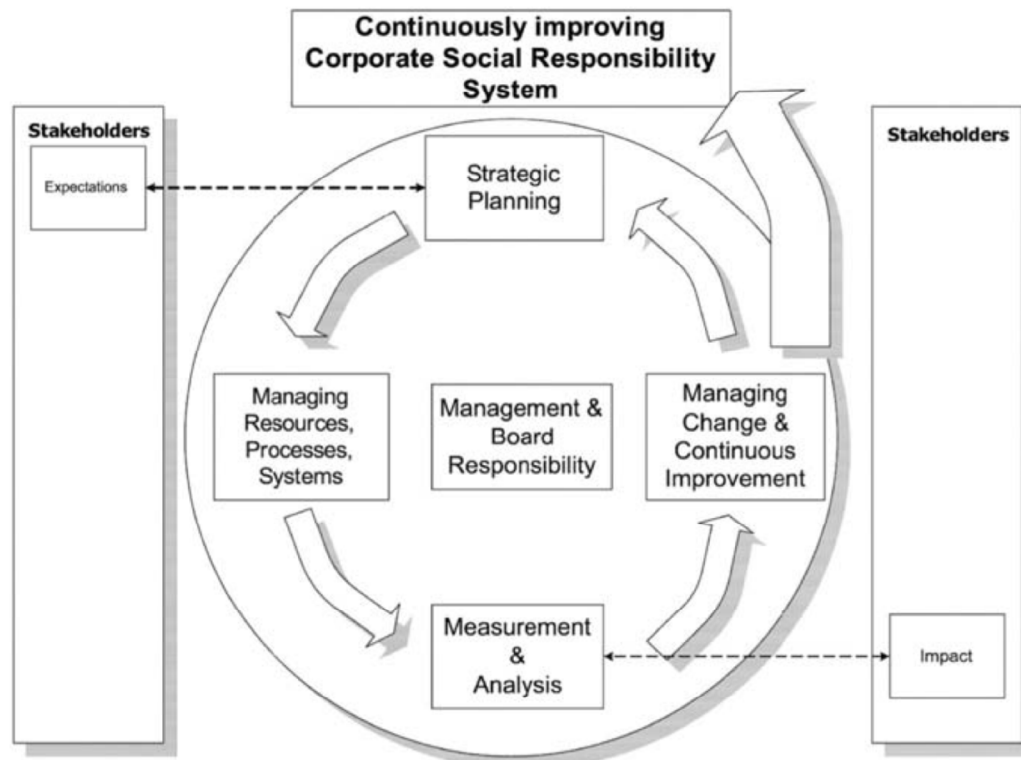 Continuously improving
Corporate Social Responsibility
System
Stakeholders
Expectations
Strategic
Planning
Stakeholders
Managing
Resources,
Processes,
Systems
Management &
Board
Responsibility
Managing
Change &
Continuous
Improvement
Measurement
&
Analysis
Impact